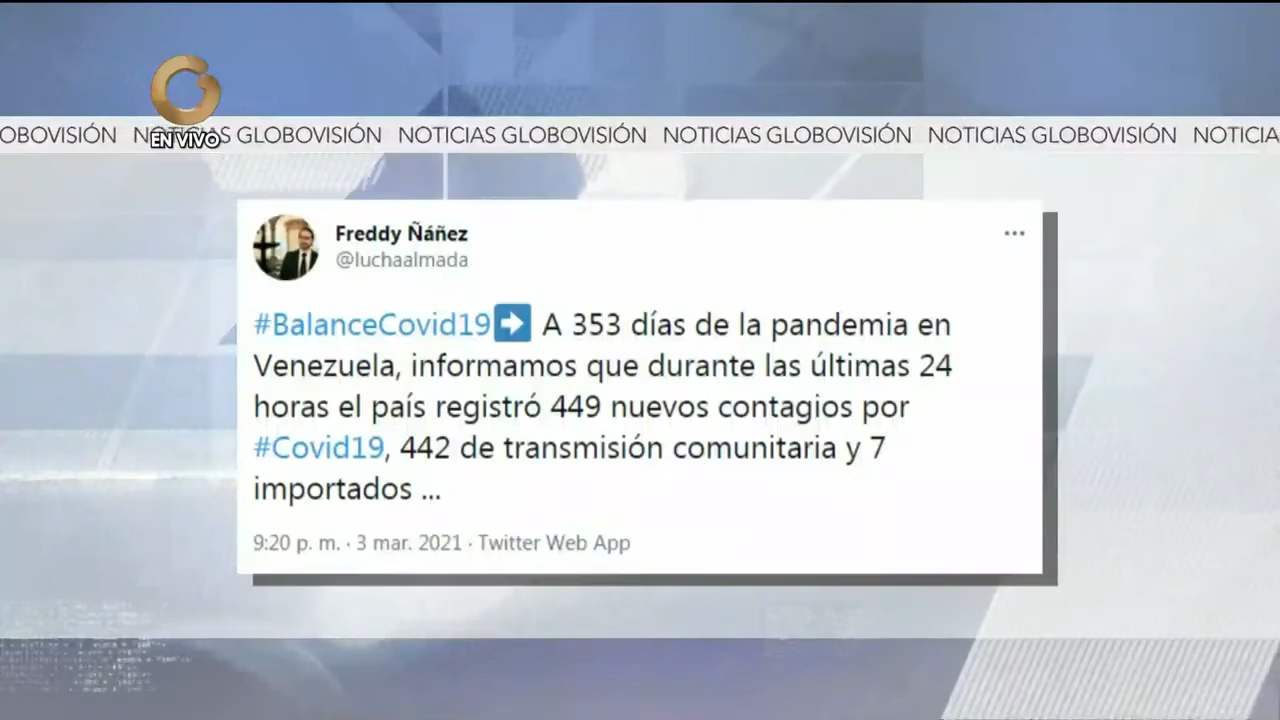 OBOVISIÓN NOTICIAS GLOBOVISIÓN NOTICIAS GLOBOVISIÓN NOTICIAS GLOBOVISIÓN NOTICIAS GLOBOVISIÓN NOTICIA
EN VIVO
Freddy Ñáñez
@luchaalmada
#BalanceCovid19➡ A 353 días de la pandemia en
Venezuela, informamos que durante las últimas 24
horas el país registró 449 nuevos contagios por
#Covid19, 442 de transmisión comunitaria y 7
importados ...
9:20 p. m. · 3 mar. 2021 · Twitter Web App